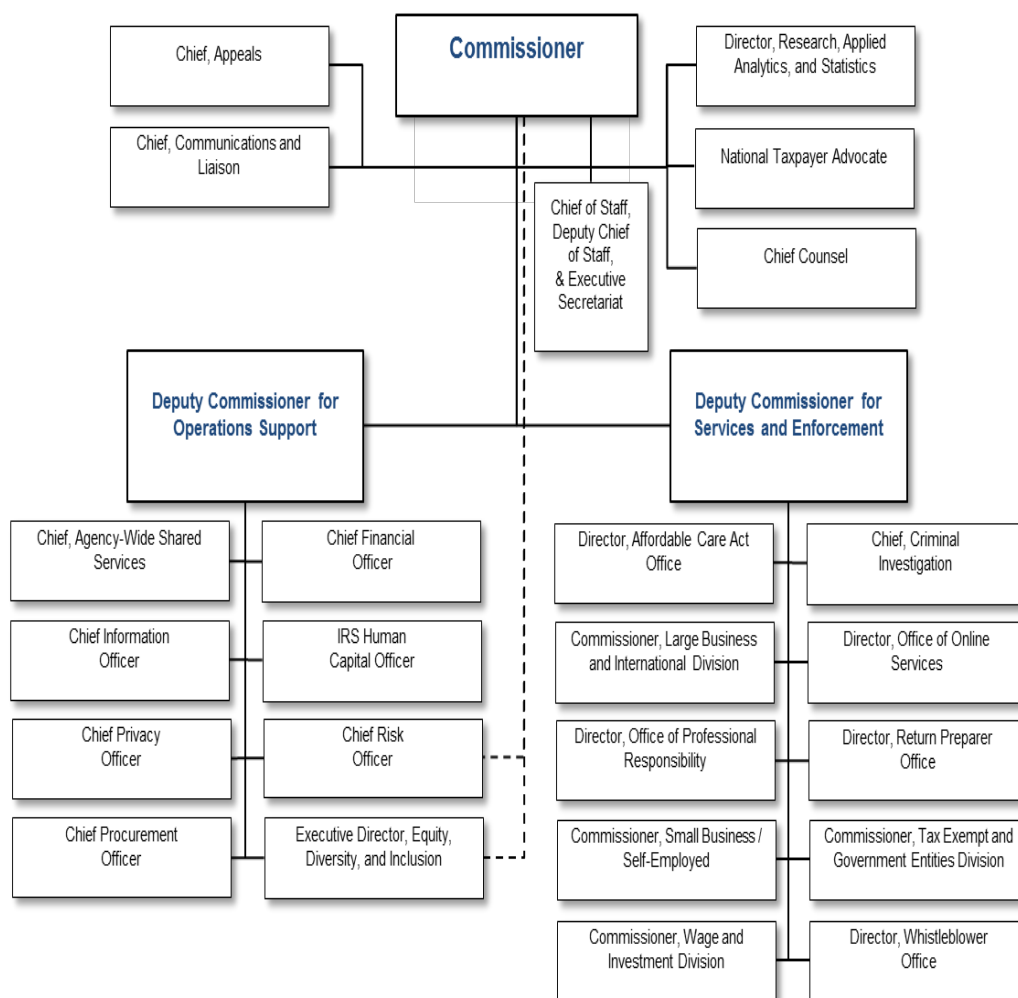 Commissioner
Chief, Appeals
Chief, Communications and
Liaison
Director, Research, Applied
Analytics, and Statistics
National Taxpayer Advocate
Chief Counsel
Chief of Staff,
Deputy Chief
of Staff,
& Executive
Secretariat
Deputy Commissioner for
Operations Support
Deputy Commissioner for
Services and Enforcement
Chief, Agency-Wide Shared
Services
Chief Financial
Officer
Chief Information
Officer
IRS Human
Capital Officer
Chief Privacy
Officer
Chief Risk
Officer
Chief Procurement
Officer
Executive Director, Equity,
Diversity, and Inclusion
Director, Affordable Care Act
Office
Chief, Criminal
Investigation
Commissioner, Large Business
and International Division
Director, Office of Online
Services
Director, Office of Professional
Responsibility
Director, Return Preparer
Office
Commissioner, Small Business /
Self-Employed
Commissioner, Tax Exempt and
Government Entities Division
Commissioner, Wage and
Investment Division
Director, Whistleblower
Office